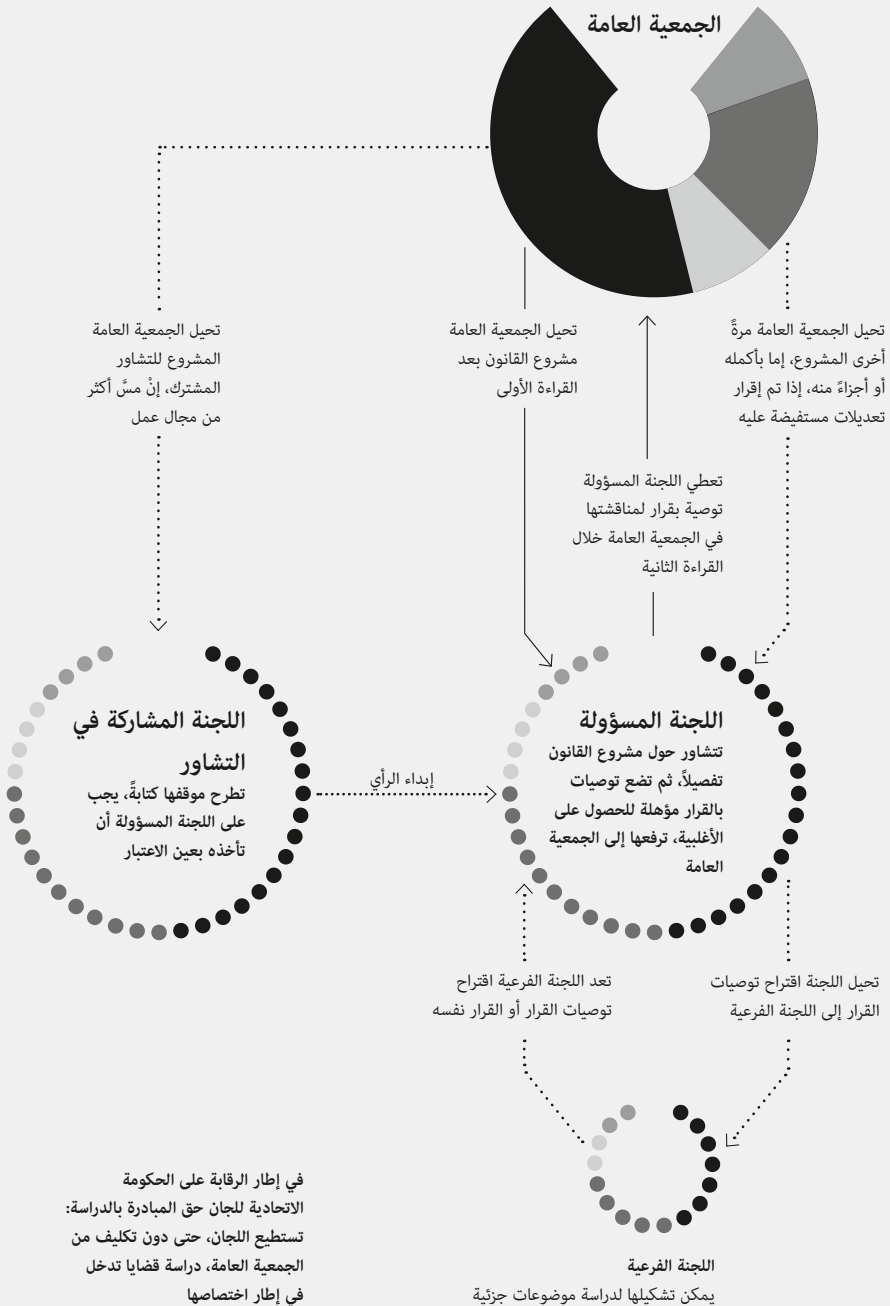 الجمعية العامة
تحيل الجمعية العامة مرةً
أخرى المشروع، إما بأكمله
أو أجزاءً منه، إذا تم إقرار
تعديلات مستفيضة عليه
تحيل الجمعية العامة
مشروع القانون بعد
القراءة الأولى
تحيل الجمعية العامة
المشروع للتشاور
المشترك، إنْ مسَّ أكثر
من مجال عمل
تعطي اللجنة المسؤولة
توصية بقرار لمناقشتها
في الجمعية العامة خلال
القراءة الثانية
اللجنة المسؤولة
تتشاور حول مشروع القانون
تفصيلاً، ثم تضع توصيات
بالقرار مؤهلة للحصول على
الأغلبية، ترفعها إلى الجمعية
العامة
إبداء الرأي
اللجنة المشاركة في
التشاور
تطرح موقفها كتابةً، يجب
على اللجنة المسؤولة أن
تأخذه بعين الاعتبار
تحيل اللجنة اقتراح توصيات
القرار إلى اللجنة الفرعية
تعد اللجنة الفرعية اقتراح
توصيات القرار أو القرار نفسه
اللجنة الفرعية
يمكن تشكيلها لدراسة موضوعات جزئية
في إطار الرقابة على الحكومة
الاتحادية للجان حق المبادرة بالدراسة:
تستطيع اللجان، حتى دون تكليف من
الجمعية العامة، دراسة قضايا تدخل
في إطار اختصاصها